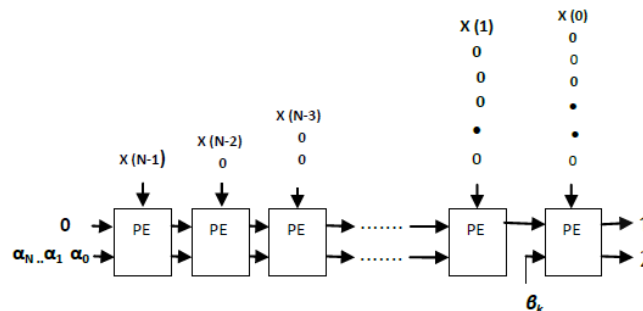 X (0)
X (1)
0
0
0
0
0
0
X (N-3)
0
X (N-2)
0
X (N-1)
0
0
0
0
0
PE
PE
PE
.......
PE
PE
α_N ..α_1 α_0
.......
β_k